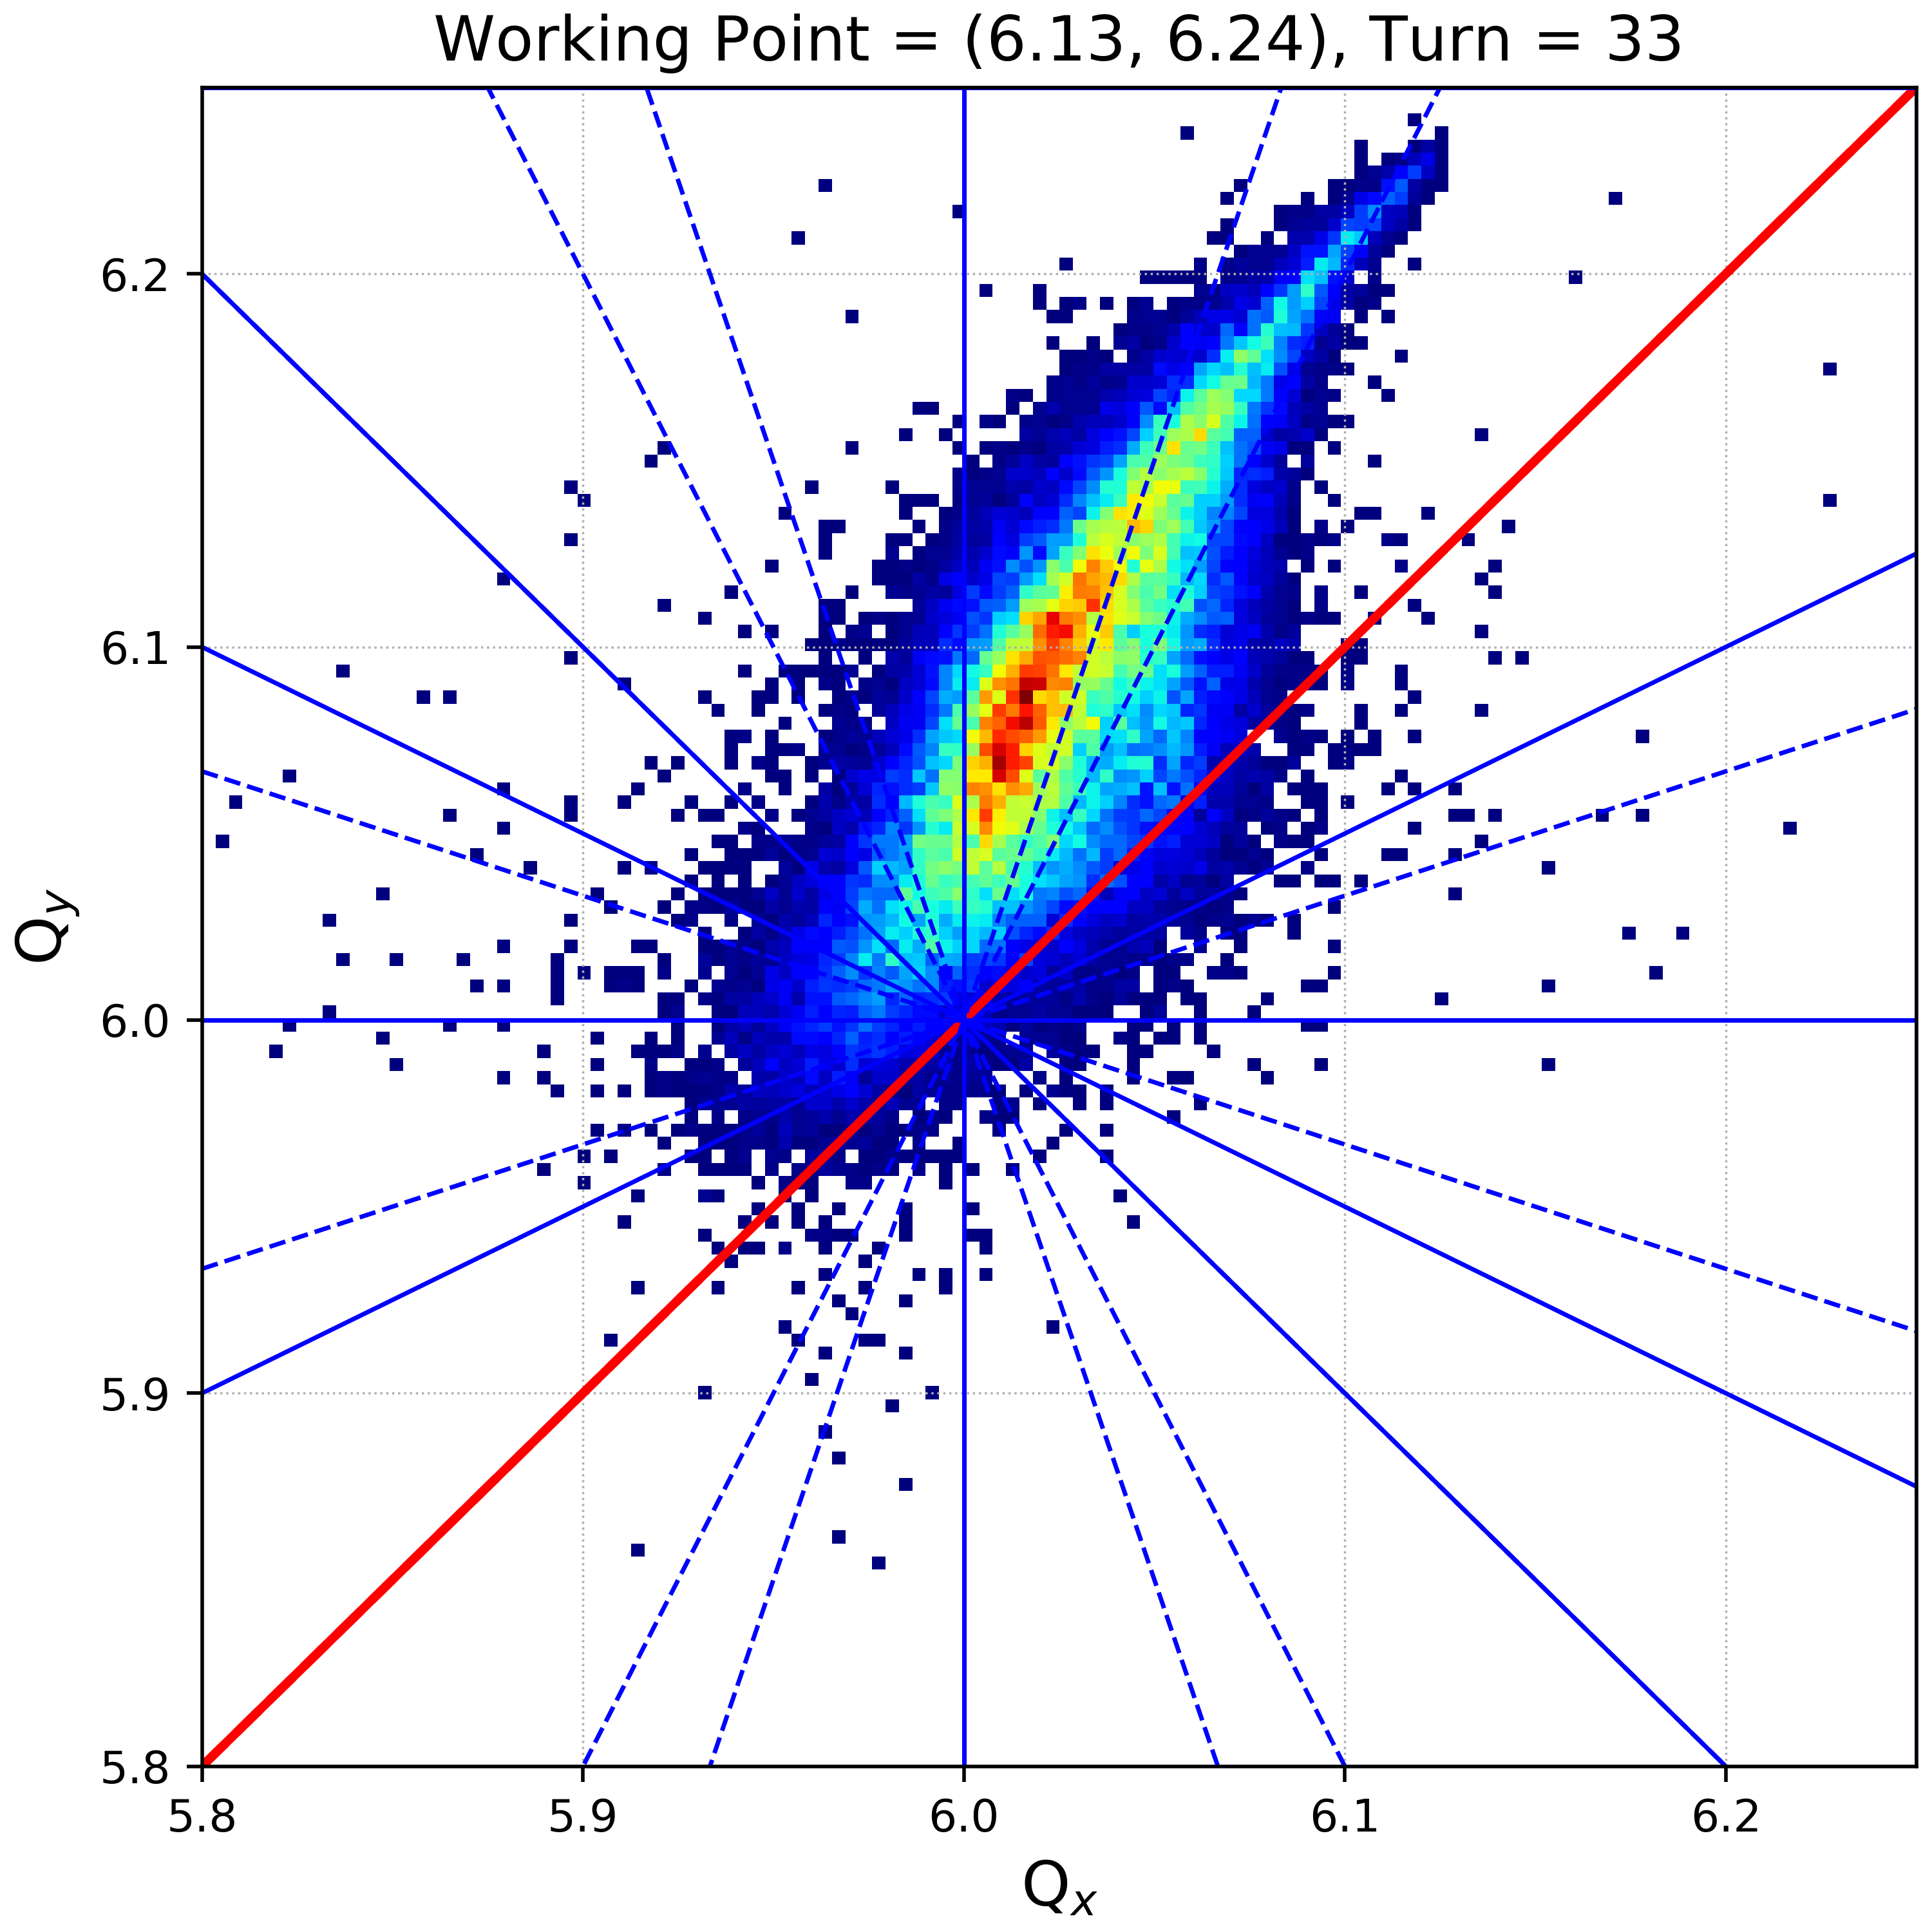 Working Point = (6.13, 6.24), Turn = 33
6.2
6.1
6.0
5.9
5.8
Qy
5.8 5.9 6.0 6.1 6.2
Qx